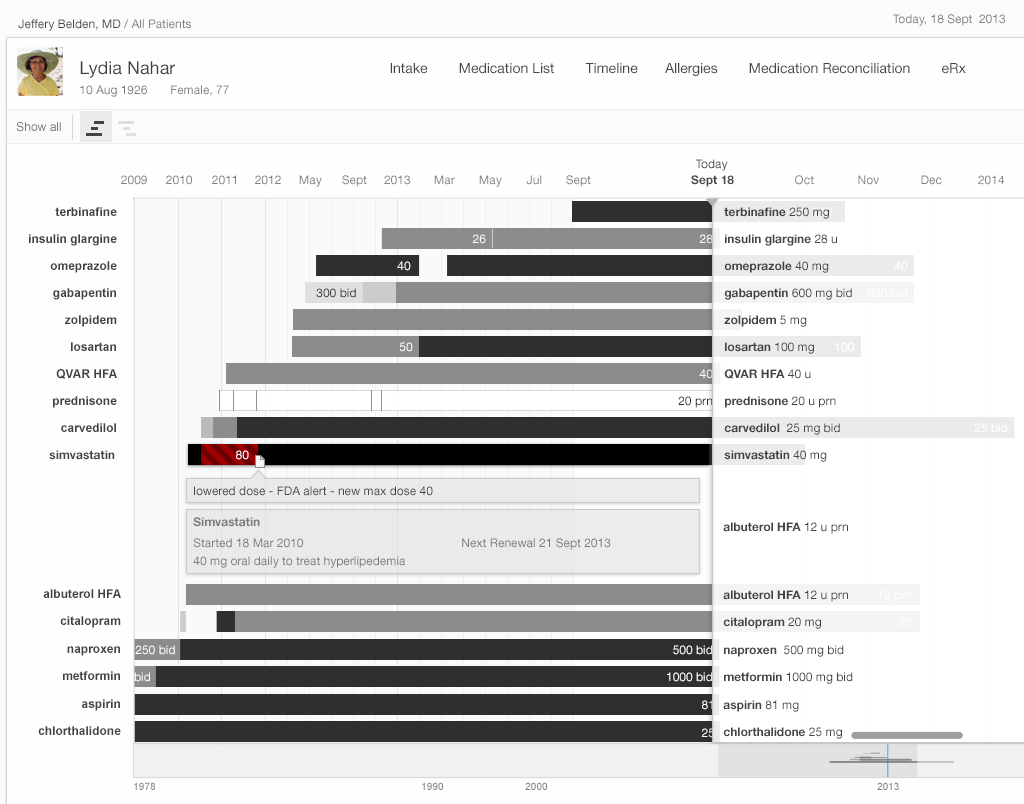 Jeffery Belden, MD / All Patients
Today, 18 Sept 2013
Lydia Nahar
10 Aug 1926 Female, 77
Intake Medication List Timeline Allergies Medication Reconciliation eRx
Show all
Today
2009 2010 2011 2012 May Sept 2013 Mar May Jul Sept Sept 18 Oct Nov Dec 2014
terbinafine terbinafine 250 mg
insulin glargine 26 28 insulin glargine 28 u
omeprazole 40 omeprazole 40 mg 40
gabapentin 300 bid gabapentin 600 mg bid 600 bid
zolpidem zolpidem 5 mg
losartan 50 losartan 100 mg 100
QVAR HFA 40 QVAR HFA 40 u
prednisone 20 prn prednisone 20 u prn
carvedilol carvedilol 25 mg bid 25 bid
simvastatin 80 simvastatin 40 mg
lowered dose - FDA alert - new max dose 40
Simvastatin
albuterol HFA 12 u prn
Started 18 Mar 2010 Next Renewal 21 Sept 2013
40 mg oral daily to treat hyperlipedemia
albuterol HFA albuterol HFA 12 u prn 12 prn
citalopram citalopram 20 mg 20
naproxen 250 bid 500 bid naproxen 500 mg bid
metformin bid 1000 bid metformin 1000 mg bid
aspirin 81 aspirin 81 mg
chlorthalidone 25 chlorthalidone 25 mg
1978 1990 2000 2013